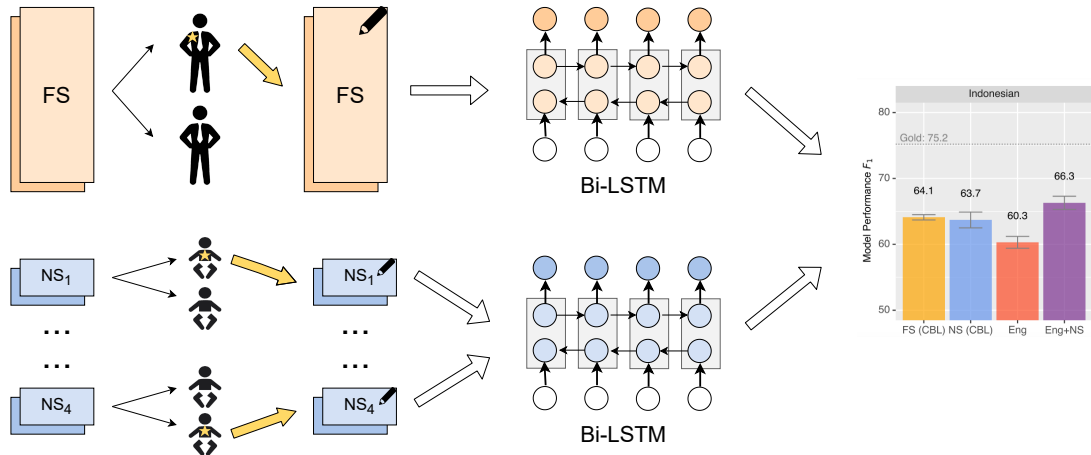 FS
FS
Bi-LSTM
NS1
NS1
...
...
...
...
NS4
NS4
Bi-LSTM
Indonesian
Model Performance F1
80
70
60
50
Gold: 75.2
64.1
63.7
60.3
66.3
FS (CBL)
NS (CBL)
Eng
Eng+NS